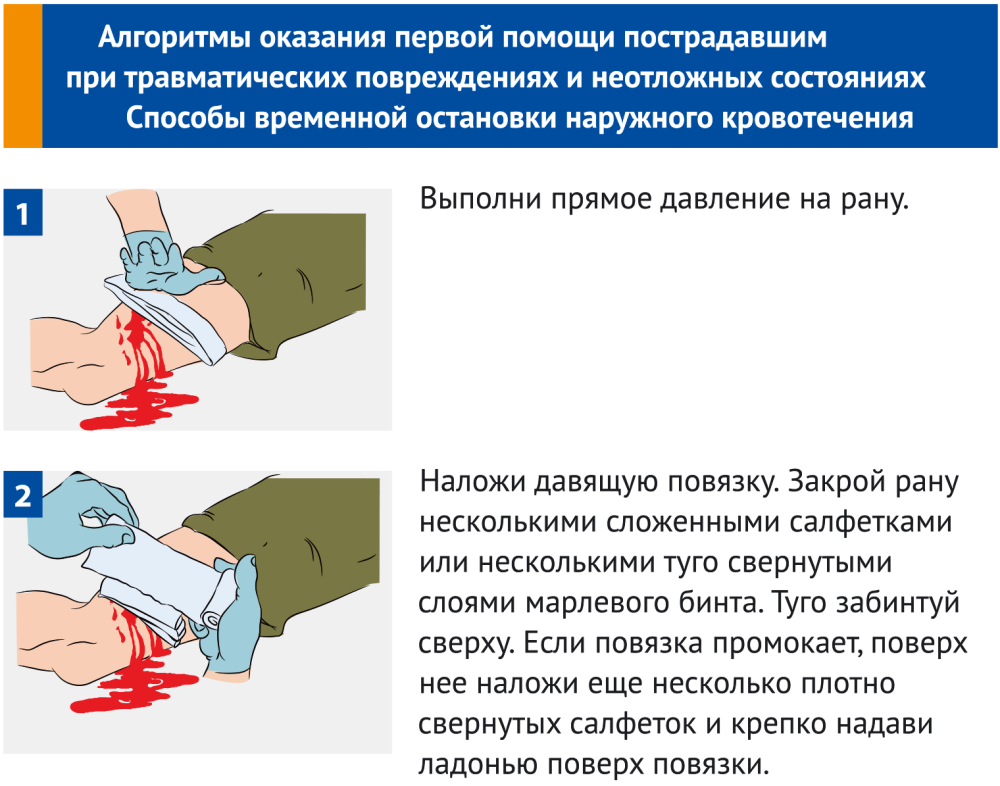 Алгоритмы оказания первой помощи пострадавшим
при травматических повреждениях и неотложных состояниях
Способы временной остановки наружного кровотечения
1
Выполни прямое давление на рану.
2
Наложи давящую повязку. Закрой рану
несколькими сложенными салфетками
или несколькими туго свернутыми
слоями марлевого бинта. Туго забинтуй
сверху. Если повязка промокает, поверх
нее наложи еще несколько плотно
свернутых салфеток и крепко надави
ладонью поверх повязки.